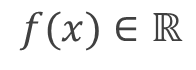 f(x) ∈ ℝ